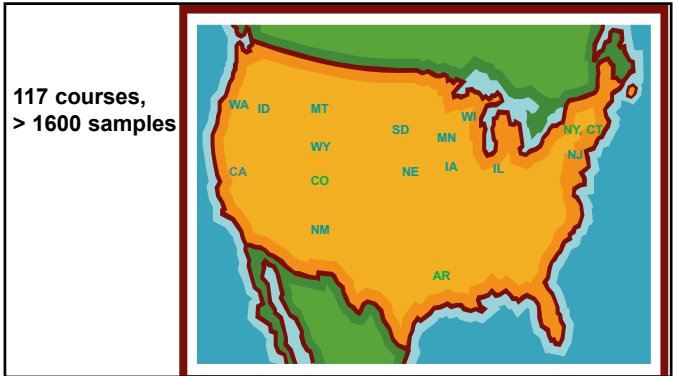 117 courses,
> 1600 samples
WA
ID
MT
SD
WI
MN
NY, CT
WY
NJ
CA
CO
NE
IA
IL
NM
AR